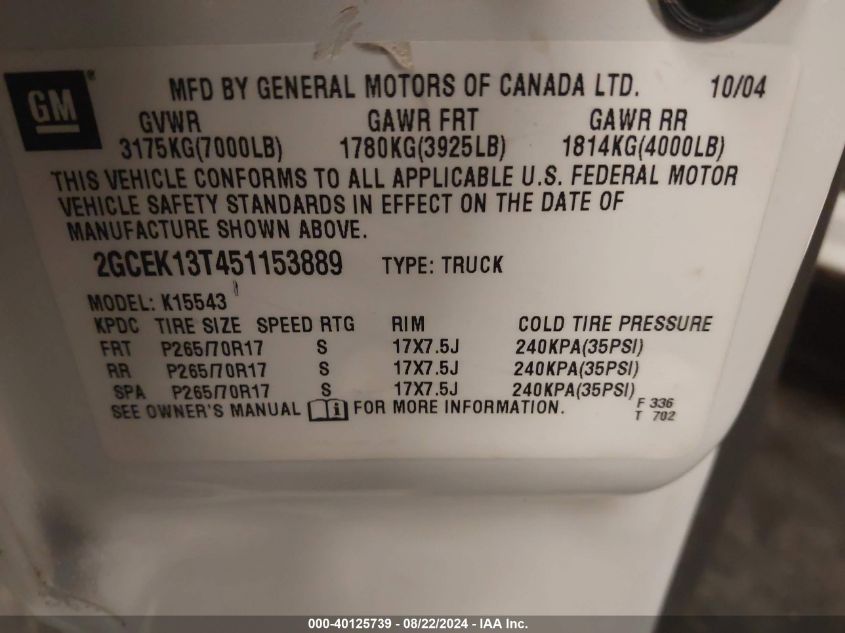 GM ®
MFD BY GENERAL MOTORS OF CANADA LTD. 10/04
GVWR GAWR FRT GAWR RR
3175KG(7000LB) 1780KG(3925LB) 1814KG(4000LB)
THIS VEHICLE CONFORMS TO ALL APPLICABLE U.S. FEDERAL MOTOR
VEHICLE SAFETY STANDARDS IN EFFECT ON THE DATE OF
MANUFACTURE SHOWN ABOVE.
2GCEK13T451153889 TYPE: TRUCK
MODEL: K15543
KPDC TIRE SIZE SPEED RTG RIM COLD TIRE PRESSURE
FRT P265/70R17 S 17X7.5J 240KPA(35PSI)
RR P265/70R17 S 17X7.5J 240KPA(35PSI)
SPA P265/70R17 S 17X7.5J 240KPA(35PSI)
SEE OWNER'S MANUAL i FOR MORE INFORMATION. F 336
T 702
000-40125739 - 08/22/2024 - IAA Inc.